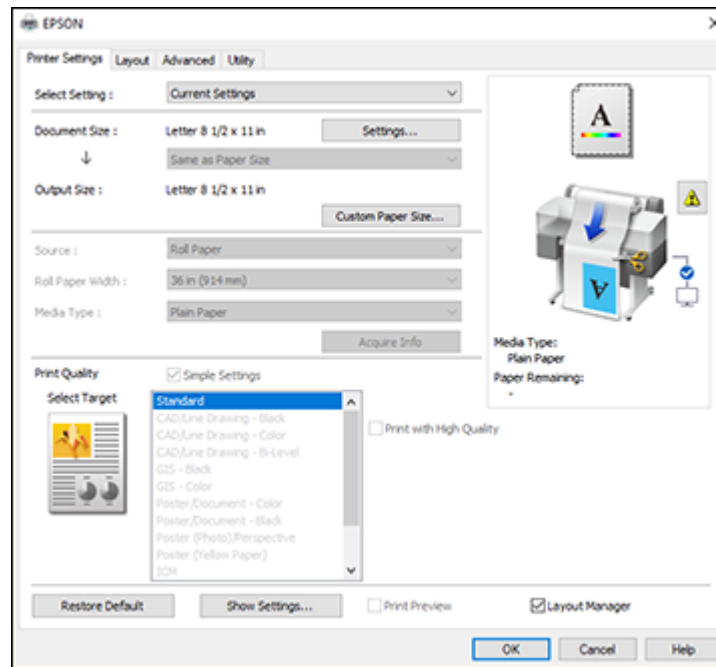 EPSON
Printer Settings Layout Advanced Utility
Select Setting : Current Settings
Document Size : Letter 8 1/2 x 11 in Settings...
Same as Paper Size
Output Size : Letter 8 1/2 x 11 in
Custom Paper Size...
Source : Roll Paper
Roll Paper Width : 36 in (914 mm)
Media Type : Plain Paper
Acquire Info
Print Quality Simple Settings
Select Target
Standard
CAD/Line Drawing - Black
CAD/Line Drawing - Color
CAD/Line Drawing - Bi-Level
GIS - Black
GIS - Color
Poster/Document - Color
Poster/Document - Black
Poster (Photo)/Perspective
Poster (Yellow Paper)
ICM
Print with High Quality
A
A
Media Type:
Plain Paper
Paper Remaining:
-
Restore Default Show Settings... Print Preview Layout Manager
OK Cancel Help